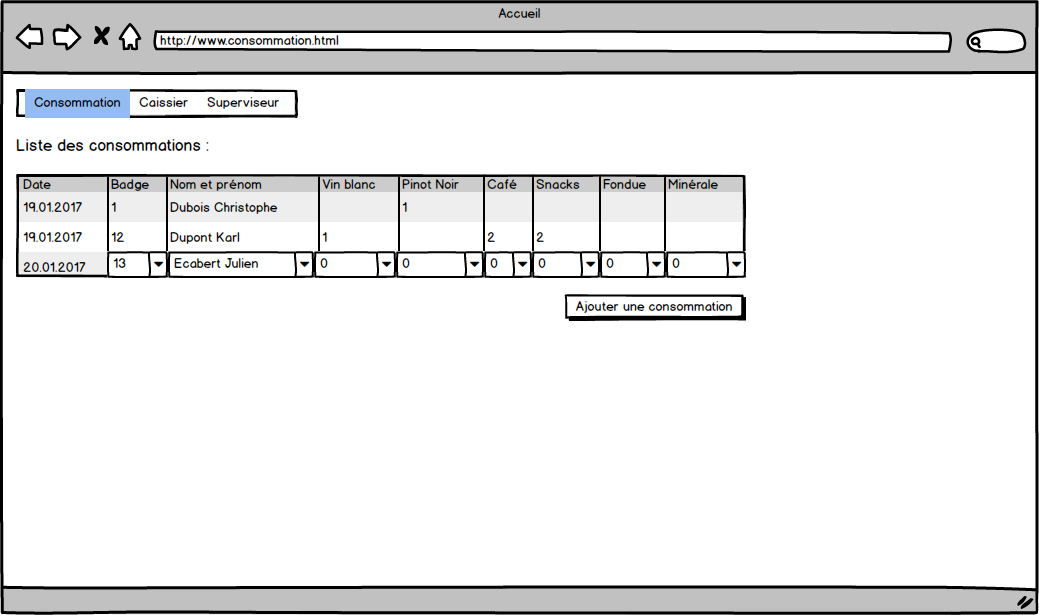 Accueil
http://www.consommation.html
Consommation Caissier Superviseur
Liste des consommations :
Date Badge Nom et prénom Vin blanc Pinot Noir Café Snacks Fondue Minérale
19.01.2017 1 Dubois Christophe 1
19.01.2017 12 Dupont Karl 1 2 2
20.01.2017 13 Ecabert Julien 0 0 0 0 0 0
Ajouter une consommation